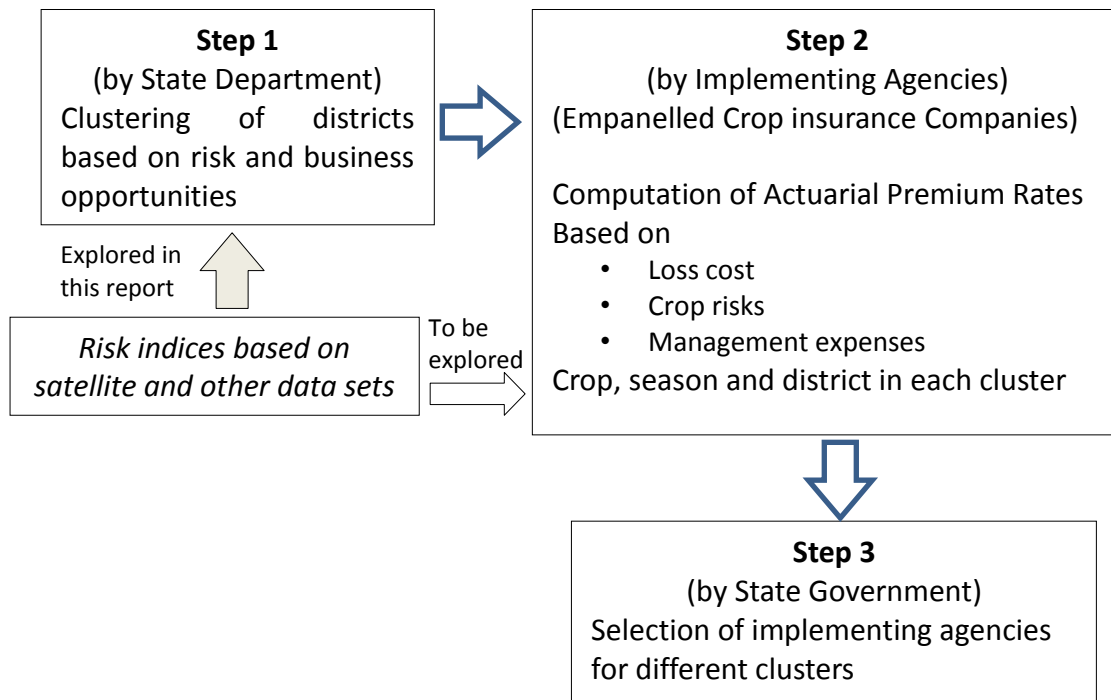 Step 1
(by State Department)
Clustering of districts
based on risk and business
opportunities
Explored in
this report
Risk indices based on
satellite and other data sets
To be
explored
Step 2
(by Implementing Agencies)
(Empanelled Crop insurance Companies)
Computation of Actuarial Premium Rates
Based on
• Loss cost
• Crop risks
• Management expenses
Crop, season and district in each cluster
Step 3
(by State Government)
Selection of implementing agencies
for different clusters